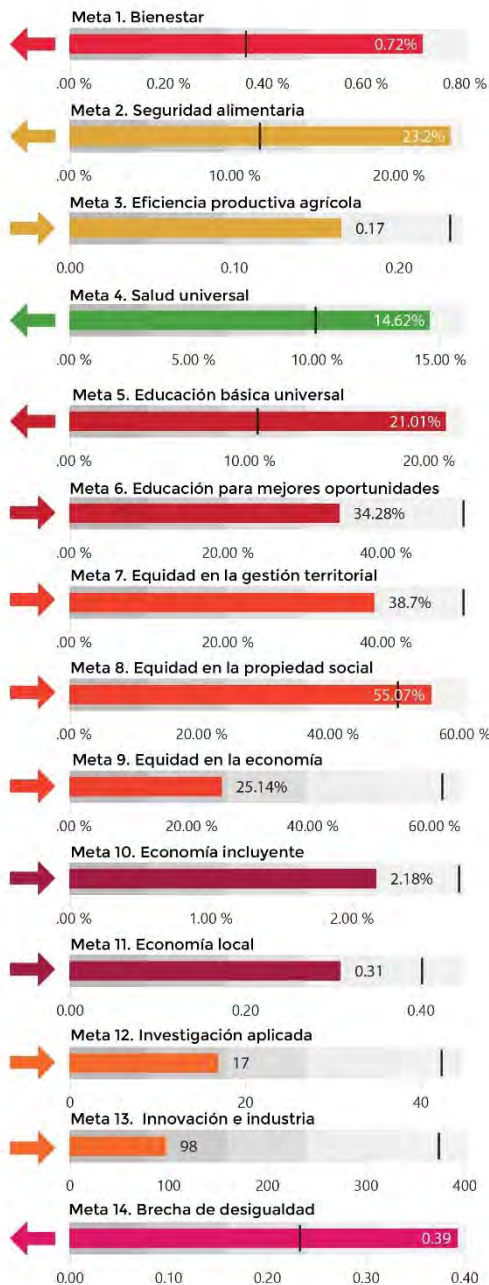 Meta 1. Bienestar
0.72%
.00 % 0.20 % 0.40 % 0.60 % 0.80 %
Meta 2. Seguridad alimentaria
23.2%
.00 % 10.00 % 20.00 %
Meta 3. Eficiencia productiva agrícola
0.17
0.00 0.10 0.20
Meta 4. Salud universal
14.62%
.00 % 5.00 % 10.00 % 15.00 %
Meta 5. Educación básica universal
21.01%
.00 % 10.00 % 20.00 %
Meta 6. Educación para mejores oportunidades
34.28%
.00 % 20.00 % 40.00 %
Meta 7. Equidad en la gestión territorial
38.7%
.00 % 20.00 % 40.00 %
Meta 8. Equidad en la propiedad social
55.07%
.00 % 20.00 % 40.00 % 60.00 %
Meta 9. Equidad en la economía
25.14%
.00 % 20.00 % 40.00 % 60.00 %
Meta 10. Economía incluyente
2.18%
.00 % 1.00 % 2.00 %
Meta 11. Economía local
0.31
0.00 0.20 0.40
Meta 12. Investigación aplicada
17
0 20 40
Meta 13. Innovación e industria
98
0 100 200 300 400
Meta 14. Brecha de desigualdad
0.39
0.00 0.10 0.20 0.30 0.40